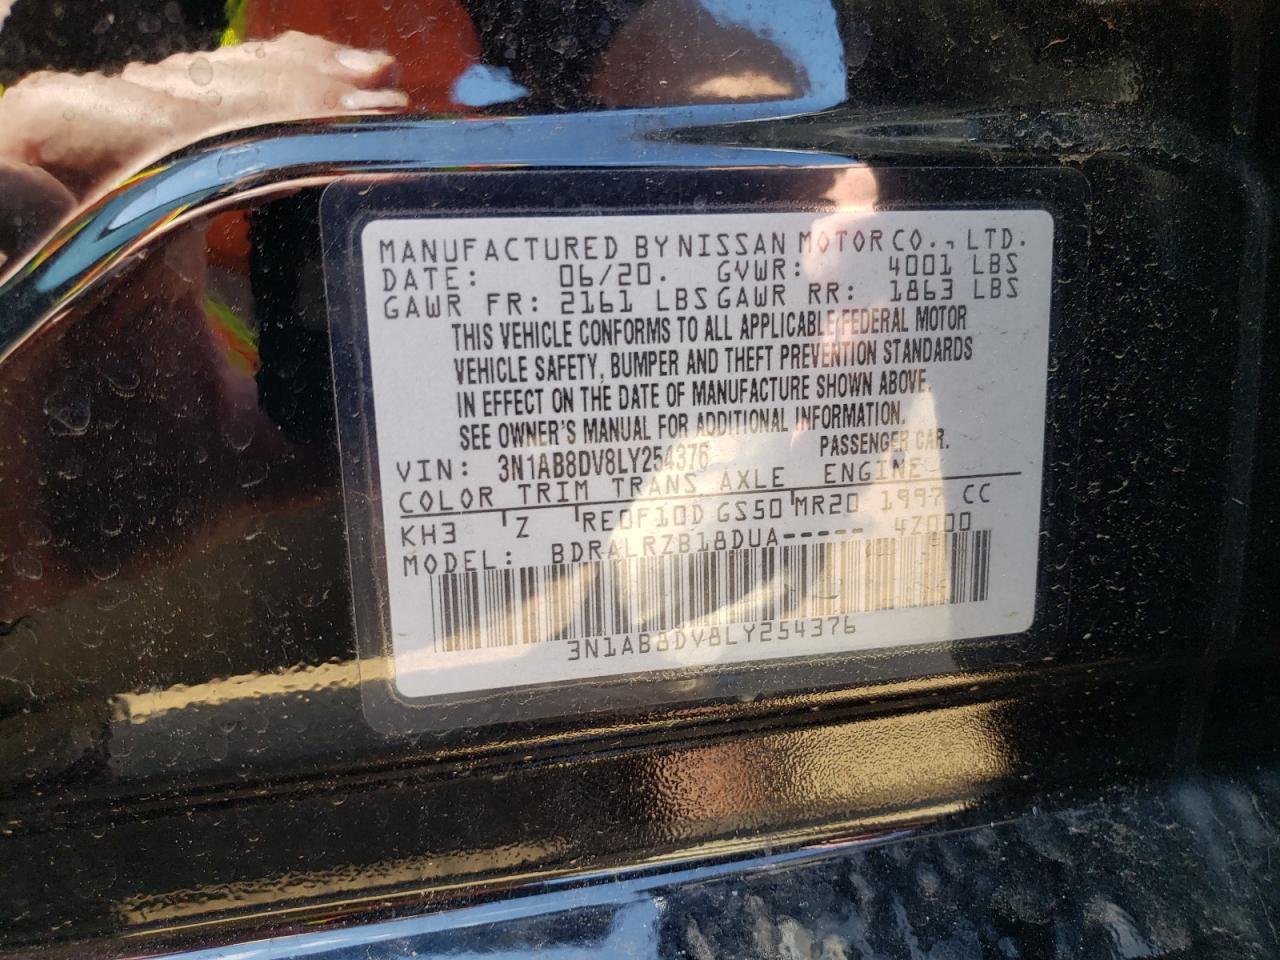 MANUFACTURED BY NISSAN MOTOR CO., LTD.
DATE: 06/20. GVWR: 4001 LBS
GAWR FR: 2161 LBS GAWR RR: 1863 LBS
THIS VEHICLE CONFORMS TO ALL APPLICABLE FEDERAL MOTOR
VEHICLE SAFETY, BUMPER AND THEFT PREVENTION STANDARDS
IN EFFECT ON THE DATE OF MANUFACTURE SHOWN ABOVE.
SEE OWNER'S MANUAL FOR ADDITIONAL INFORMATION.
VIN: 3N1AB8DV8LY254376 PASSENGER CAR.
COLOR TRIM TRANS AXLE ENGINE
KH3 Z RE0F10D GS50 MR20 1997 CC
MODEL: BDRALRZB18DUA----- 4Z000
3N1AB8DV8LY254376